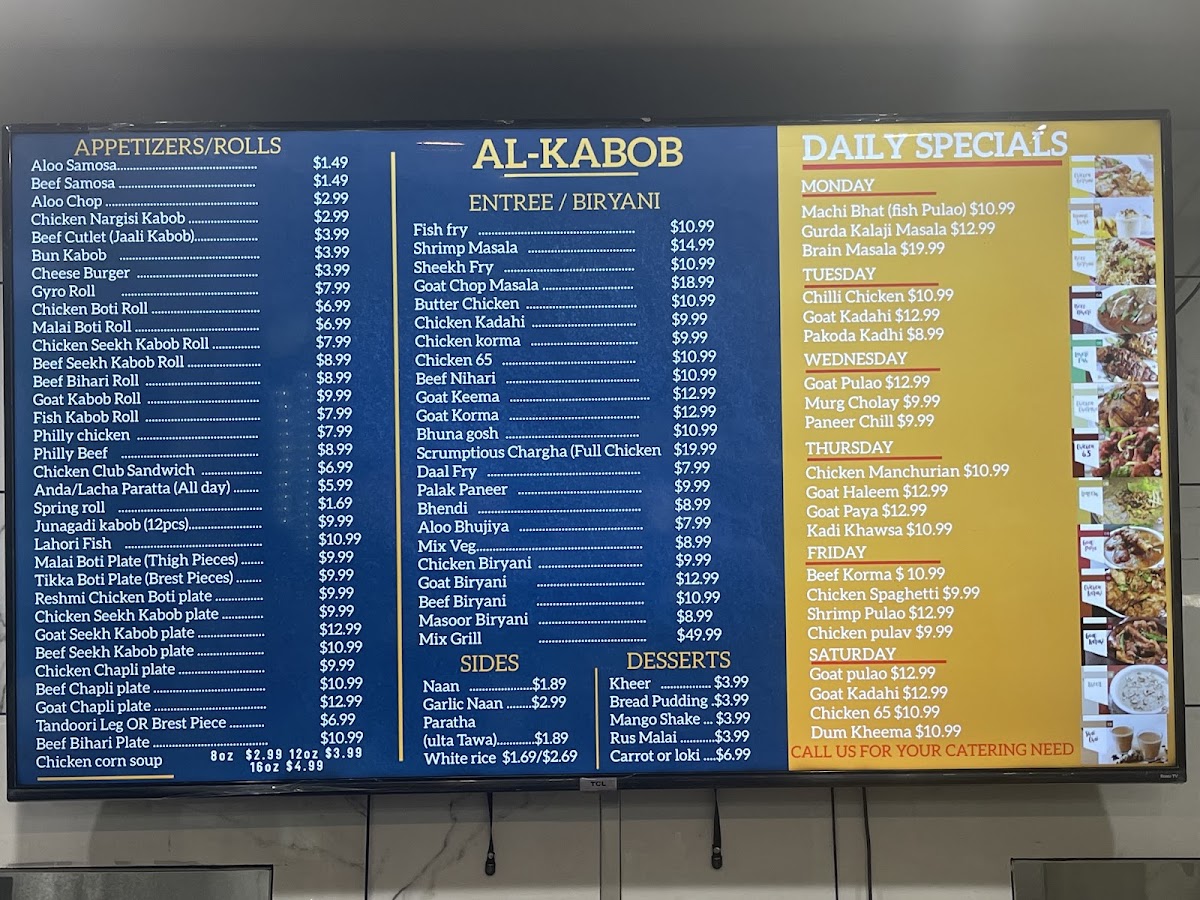 APPETIZERS/ROLLS
Aloo Samosa.................................... $1.49
Beef Samosa .................................... $1.49
Aloo Chop ........................................ $2.99
Chicken Nargisi Kabob .................. $2.99
Beef Cutlet (Jaali Kabob)................. $3.99
Bun Kabob .................................... $3.99
Cheese Burger ................................ $3.99
Gyro Roll .................................... $7.99
Chicken Boti Roll ............................ $6.99
Malai Boti Roll ................................ $6.99
Chicken Seekh Kabob Roll ............. $7.99
Beef Seekh Kabob Roll ................... $8.99
Beef Bihari Roll .............................. $8.99
Goat Kabob Roll .............................. $9.99
Fish Kabob Roll .............................. $7.99
Philly chicken ................................ $7.99
Philly Beef .................................... $8.99
Chicken Club Sandwich ................ $6.99
Anda/Lacha Paratta (All day) ....... $5.99
Spring roll .................................... $1.69
Junagadi kabob (12pcs)................... $9.99
Lahori Fish .................................... $10.99
Malai Boti Plate (Thigh Pieces) ...... $9.99
Tikka Boti Plate (Brest Pieces) ....... $9.99
Reshmi Chicken Boti plate ............. $9.99
Chicken Seekh Kabob plate ............ $9.99
Goat Seekh Kabob plate .................. $12.99
Beef Seekh Kabob plate .................. $10.99
Chicken Chapli plate ....................... $9.99
Beef Chapli plate ............................. $10.99
Goat Chapli plate ............................. $12.99
Tandoori Leg OR Brest Piece .......... $6.99
Beef Bihari Plate ............................. $10.99
Chicken corn soup 8oz $2.99 12oz $3.99
16oz $4.99
AL-KABOB
ENTREE / BIRYANI
Fish fry .................................... $10.99
Shrimp Masala .......................... $14.99
Sheekh Fry ................................ $10.99
Goat Chop Masala ...................... $18.99
Butter Chicken .......................... $10.99
Chicken Kadahi .......................... $9.99
Chicken korma .......................... $9.99
Chicken 65 ................................ $10.99
Beef Nihari ................................ $10.99
Goat Keema ................................ $12.99
Goat Korma ................................ $12.99
Bhuna gosh ................................ $10.99
Scrumptious Chargha (Full Chicken $19.99
Daal Fry .................................... $7.99
Palak Paneer ............................ $9.99
Bhendi .................................... $8.99
Aloo Bhujiya ............................ $7.99
Mix Veg.................................... $8.99
Chicken Biryani ........................ $9.99
Goat Biryani ............................ $12.99
Beef Biryani ............................ $10.99
Masoor Biryani ........................ $8.99
Mix Grill ................................ $49.99
SIDES
Naan ................$1.89
Garlic Naan .......$2.99
Paratha
(ulta Tawa)..........$1.89
White rice $1.69/$2.69
DESSERTS
Kheer ............. $3.99
Bread Pudding .$3.99
Mango Shake ... $3.99
Rus Malai .........$3.99
Carrot or loki ....$6.99
DAILY SPECIALS
MONDAY
Machi Bhat (fish Pulao) $10.99
Gurda Kalaji Masala $12.99
Brain Masala $19.99
TUESDAY
Chilli Chicken $10.99
Goat Kadahi $12.99
Pakoda Kadhi $8.99
WEDNESDAY
Goat Pulao $12.99
Murg Cholay $9.99
Paneer Chill $9.99
THURSDAY
Chicken Manchurian $10.99
Goat Haleem $12.99
Goat Paya $12.99
Kadi Khawsa $10.99
FRIDAY
Beef Korma $ 10.99
Chicken Spaghetti $9.99
Shrimp Pulao $12.99
Chicken pulav $9.99
SATURDAY
Goat pulao $12.99
Goat Kadahi $12.99
Chicken 65 $10.99
Dum Kheema $10.99
CALL US FOR YOUR CATERING NEED
TCL
Roku TV